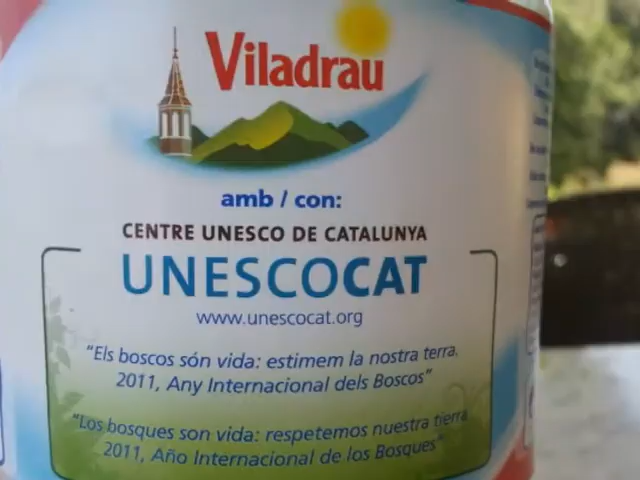 Viladrau
amb / con:
CENTRE UNESCO DE CATALUNYA
UNESCOCAT
www.unescocat.org
"Els boscos són vida: estimem la nostra terra.
2011, Any Internacional dels Boscos"
"Los bosques son vida: respetemos nuestra tierra
2011, Año Internacional de los Bosques"